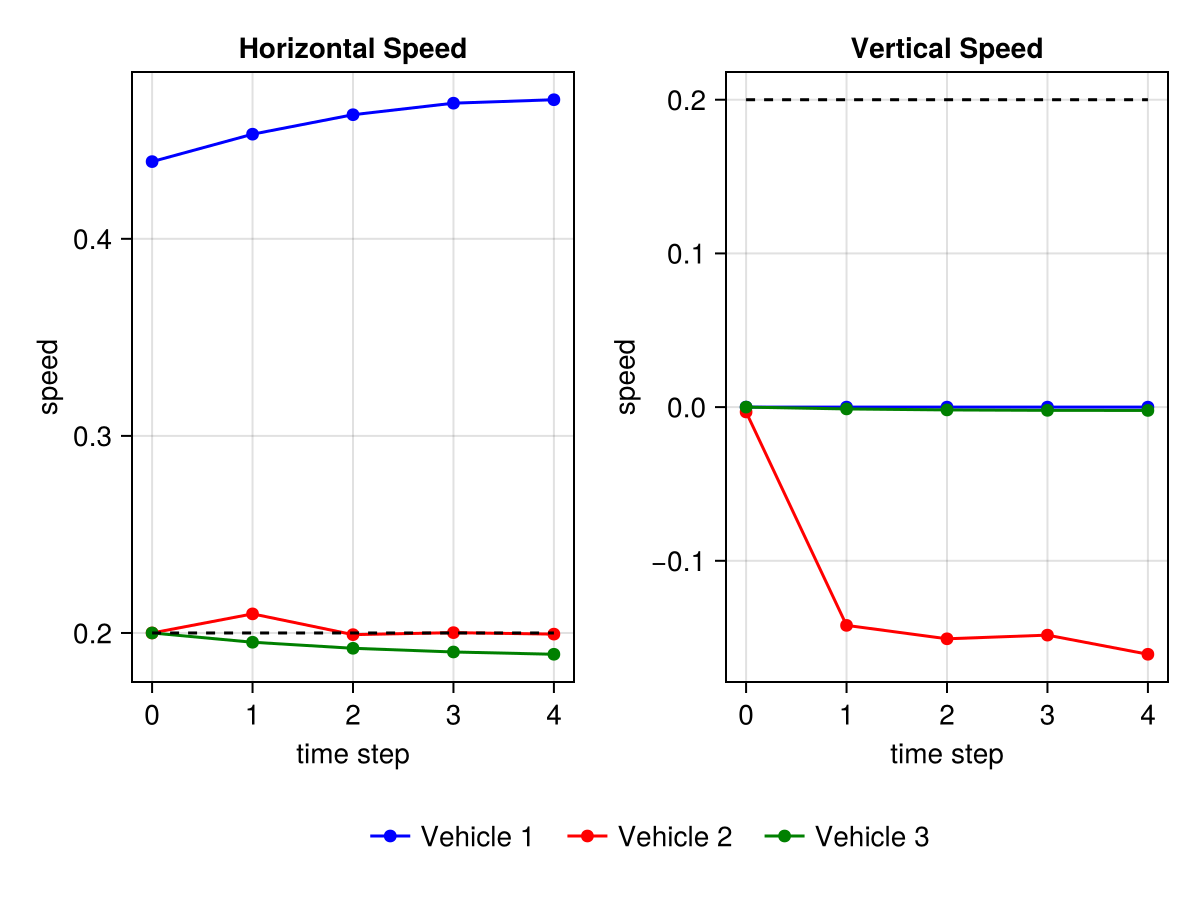 Horizontal Speed
speed
0.4
0.3
0.2
0 1 2 3 4
time step
Vertical Speed
speed
0.2
0.1
0.0
−0.1
0 1 2 3 4
time step
Vehicle 1 Vehicle 2 Vehicle 3